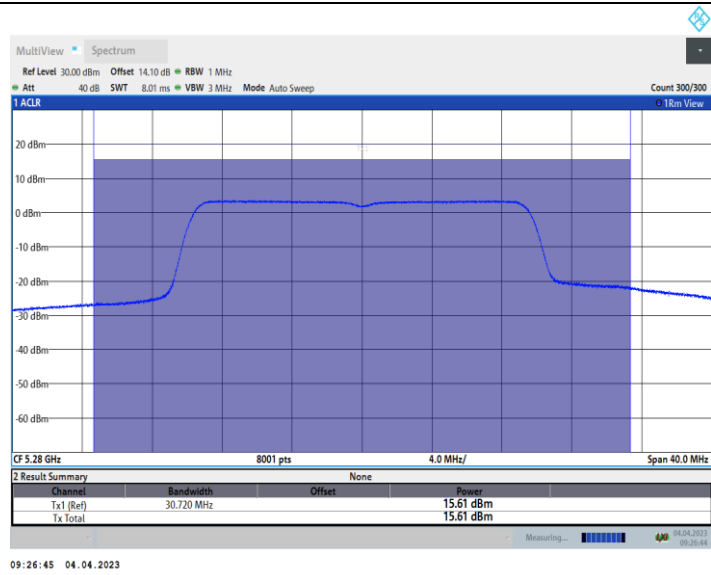 MultiView Spectrum
Ref Level 30.00 dBm Offset 14.10 dB RBW 1 MHz
Att 40 dB SWT 8.01 ms VBW 3 MHz Mode Auto Sweep Count 300/300
1 ACLR 1Rm View
20 dBm
10 dBm
0 dBm
-10 dBm
-20 dBm
-30 dBm
-40 dBm
-50 dBm
-60 dBm
CF 5.28 GHz 8001 pts 4.0 MHz/ Span 40.0 MHz
2 Result Summary None
Channel Bandwidth Offset Power
Tx1 (Ref) 30.720 MHz 15.61 dBm
Tx Total 15.61 dBm
Measuring... 04.04.2023
09:26:44
09:26:45 04.04.2023